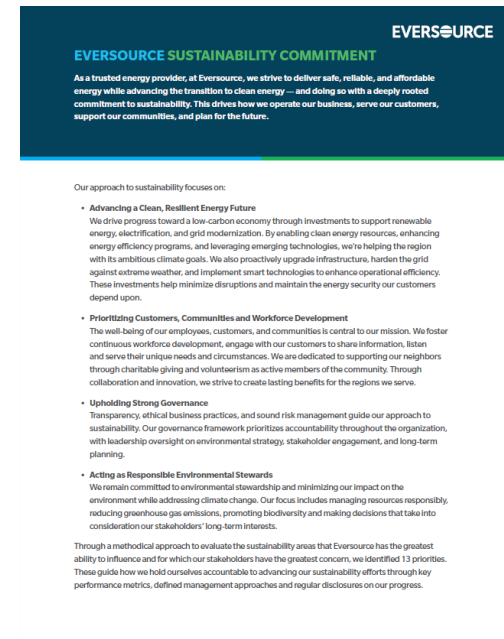 EVERSOURCE
EVERSOURCE SUSTAINABILITY COMMITMENT
As a trusted energy provider, at Eversource, we strive to deliver safe, reliable, and affordable
energy while advancing the transition to clean energy — and doing so with a deeply rooted
commitment to sustainability. This drives how we operate our business, serve our customers,
support our communities, and plan for the future.
Our approach to sustainability focuses on:
• Advancing a Clean, Resilient Energy Future
We drive progress toward a low-carbon economy through investments to support renewable
energy, electrification, and grid modernization. By enabling clean energy resources, enhancing
energy efficiency programs, and leveraging emerging technologies, we're helping the region
with its ambitious climate goals. We also proactively upgrade infrastructure, harden the grid
against extreme weather, and implement smart technologies to enhance operational efficiency.
These investments help minimize disruptions and maintain the energy security our customers
depend upon.
• Prioritizing Customers, Communities and Workforce Development
The well-being of our employees, customers, and communities is central to our mission. We foster
continuous workforce development, engage with our customers to share information, listen
and serve their unique needs and circumstances. We are dedicated to supporting our neighbors
through charitable giving and volunteerism as active members of the community. Through
collaboration and innovation, we strive to create lasting benefits for the regions we serve.
• Upholding Strong Governance
Transparency, ethical business practices, and sound risk management guide our approach to
sustainability. Our governance framework prioritizes accountability throughout the organization,
with leadership oversight on environmental strategy, stakeholder engagement, and long-term
planning.
• Acting as Responsible Environmental Stewards
We remain committed to environmental stewardship and minimizing our impact on the
environment while addressing climate change. Our focus includes managing resources responsibly,
reducing greenhouse gas emissions, promoting biodiversity and making decisions that take into
consideration our stakeholders' long-term interests.
Through a methodical approach to evaluate the sustainability areas that Eversource has the greatest
ability to influence and for which our stakeholders have the greatest concern, we identified 13 priorities.
These guide how we hold ourselves accountable to advancing our sustainability efforts through key
performance metrics, defined management approaches and regular disclosures on our progress.